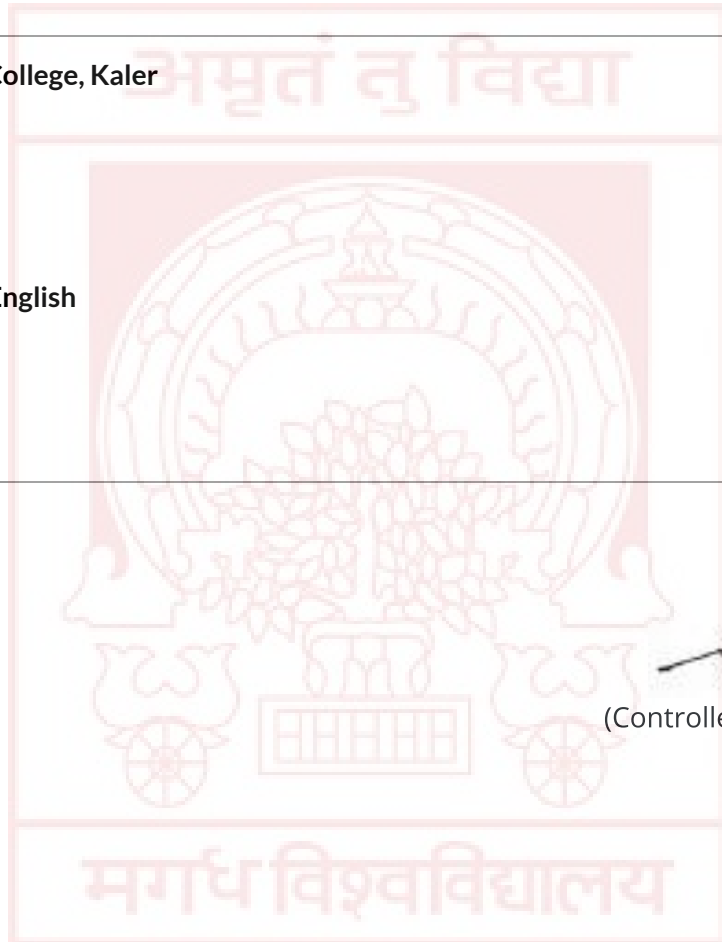 अमृतं तु विद्या
College, Kaler
English
(Controlle
मगध विश्वविद्यालय